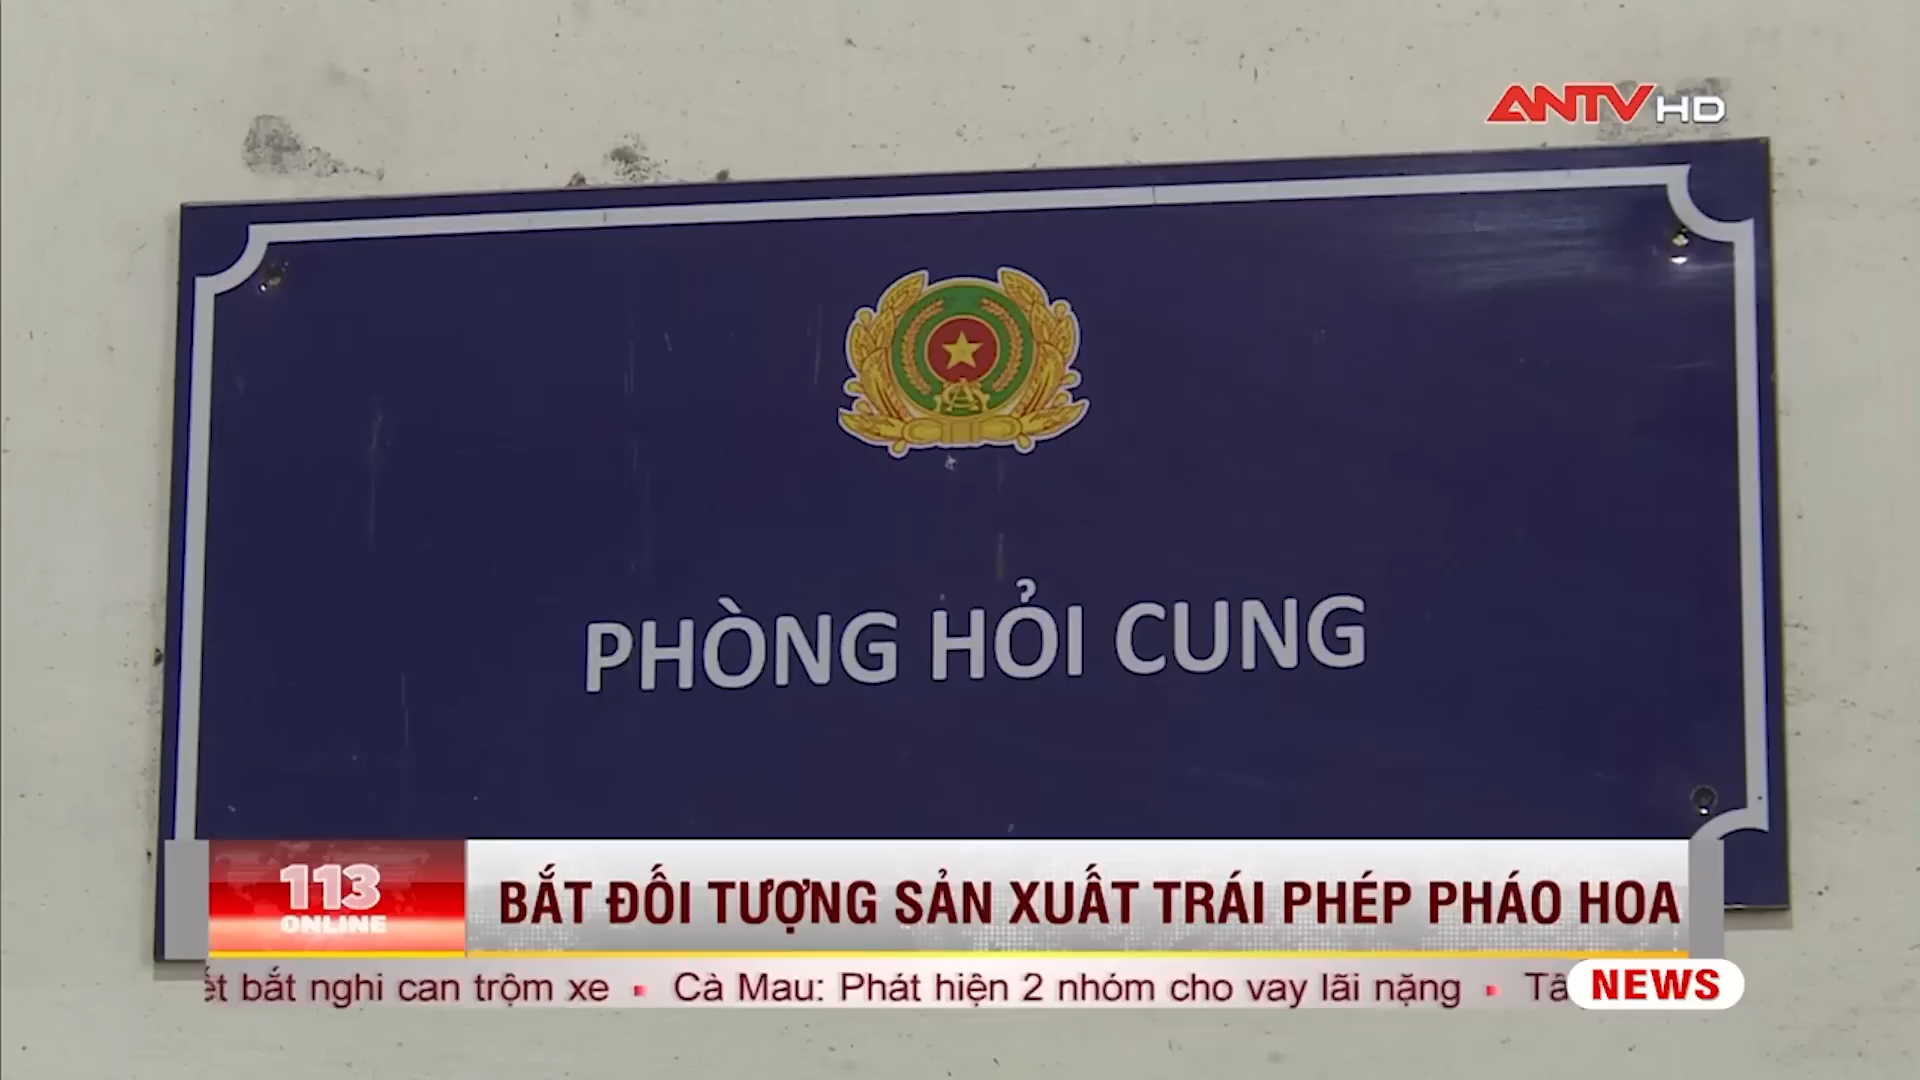 ANTV HD
PHÒNG HỎI CUNG
113
ONLINE
BẮT ĐỐI TƯỢNG SẢN XUẤT TRÁI PHÉP PHÁO HOA
bắt nghi can trộm xe ▪ Cà Mau: Phát hiện 2 nhóm cho vay lãi nặng ▪
NEWS